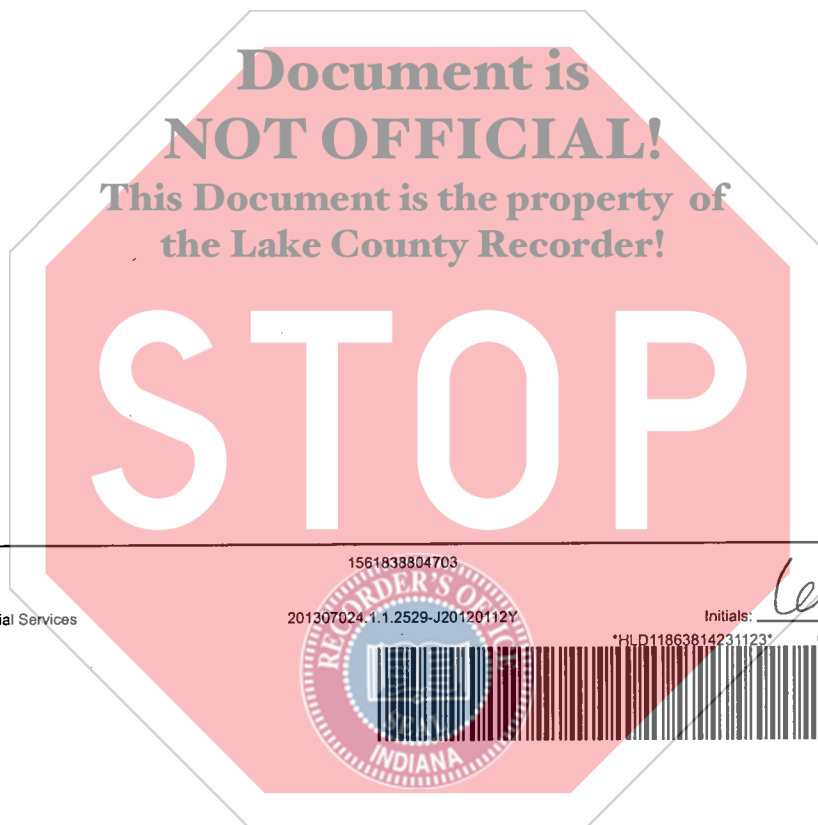 Document is
NOT OFFICIAL!
This Document is the property of
the Lake County Recorder!
STOP
1561838804703
ial Services
201307024.1.1.2529-J20120112Y
Initials:
*HLD11863814231123*
RECORDER'S OFFICE
SEAL
INDIANA